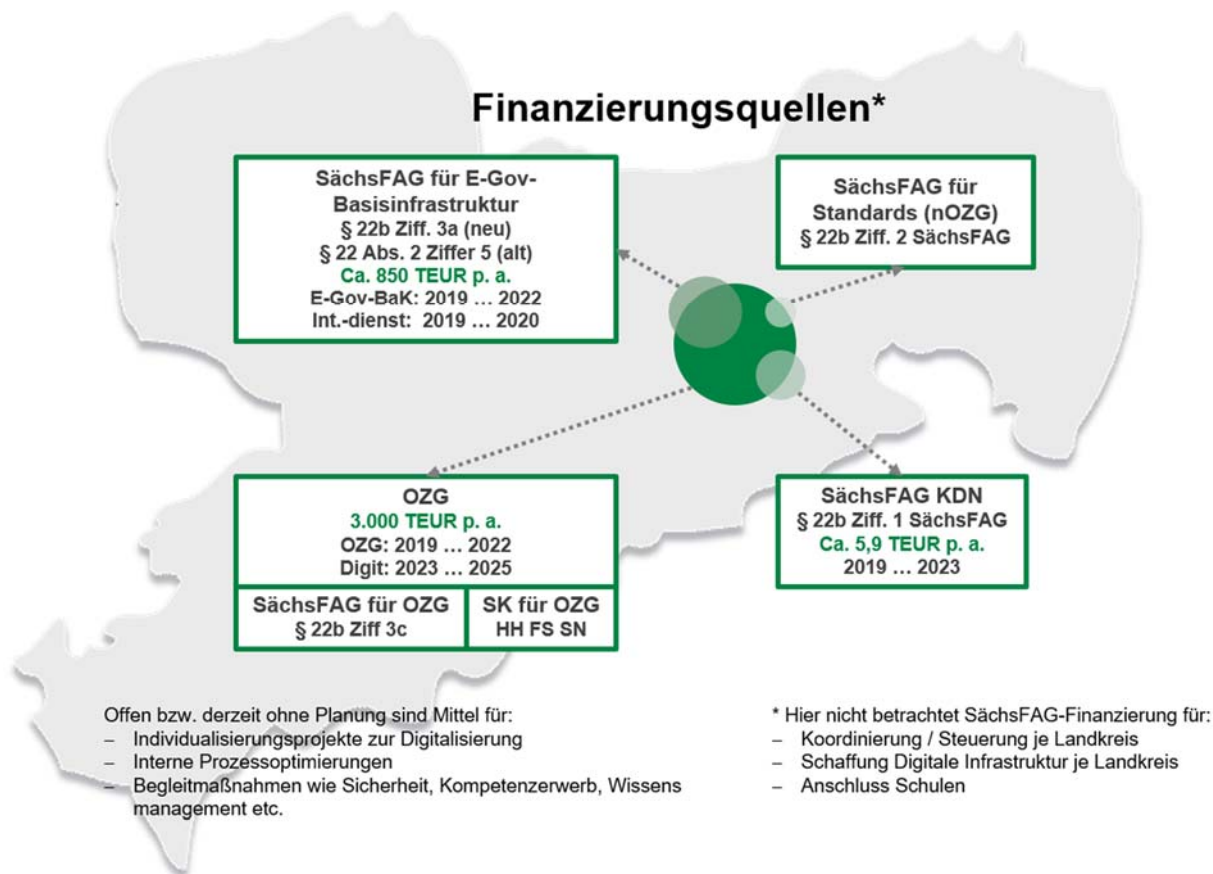 Finanzierungsquellen*
SächsFAG für E-Gov-
Basisinfrastruktur
§ 22b Ziff. 3a (neu)
§ 22 Abs. 2 Ziffer 5 (alt)
Ca. 850 TEUR p. a.
E-Gov-BaK: 2019 … 2022
Int.-dienst: 2019 … 2020
SächsFAG für
Standards (nOZG)
§ 22b Ziff. 2 SächsFAG
OZG
3.000 TEUR p. a.
OZG: 2019 … 2022
Digit: 2023 … 2025
SächsFAG für OZG
§ 22b Ziff 3c
SK für OZG
HH FS SN
SächsFAG KDN
§ 22b Ziff. 1 SächsFAG
Ca. 5,9 TEUR p. a.
2019 … 2023
Offen bzw. derzeit ohne Planung sind Mittel für:
– Individualisierungsprojekte zur Digitalisierung
– Interne Prozessoptimierungen
– Begleitmaßnahmen wie Sicherheit, Kompetenzerwerb, Wissens
management etc.
* Hier nicht betrachtet SächsFAG-Finanzierung für:
– Koordinierung / Steuerung je Landkreis
– Schaffung Digitale Infrastruktur je Landkreis
– Anschluss Schulen